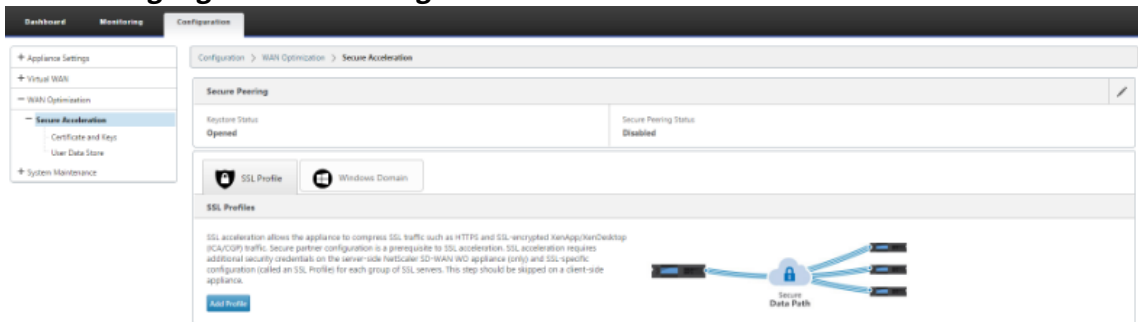 Dashboard Monitoring Configuration
+ Appliance Settings
+ Virtual WAN
− WAN Optimization
− Secure Acceleration
Certificate and Keys
User Data Store
+ System Maintenance
Configuration > WAN Optimization > Secure Acceleration
Secure Peering
Keystore Status
Opened
Secure Peering Status
Disabled
SSL Profile
Windows Domain
SSL Profiles
SSL acceleration allows the appliance to compress SSL traffic such as HTTPS and SSL-encrypted XenApp/XenDesktop
(ICA/CGP) traffic. Secure partner configuration is a prerequisite to SSL acceleration. SSL acceleration requires
additional security credentials on the server-side NetScaler SD-WAN WO appliance (only) and SSL-specific
configuration (called an SSL Profile) for each group of SSL servers. This step should be skipped on a client-side
appliance.
Add Profile
Secure
Data Path